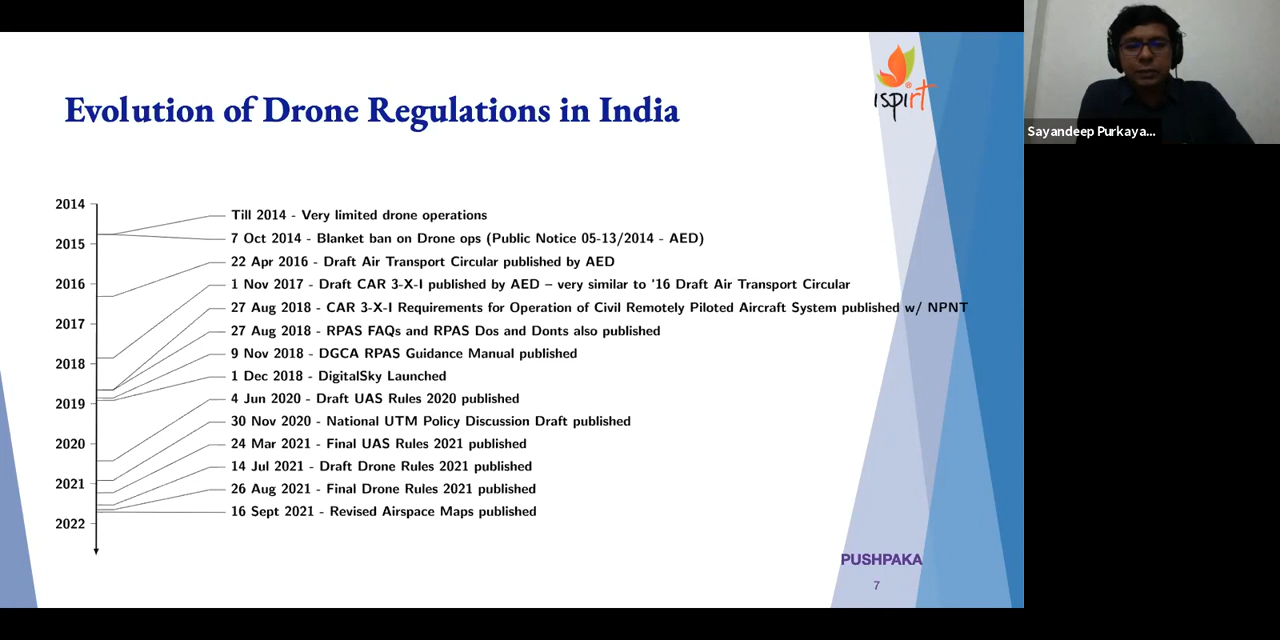 Evolution of Drone Regulations in India
ispirt
Sayandeep Purkaya...
2014
2015
2016
2017
2018
2019
2020
2021
2022
Till 2014 - Very limited drone operations
7 Oct 2014 - Blanket ban on Drone ops (Public Notice 05-13/2014 - AED)
22 Apr 2016 - Draft Air Transport Circular published by AED
1 Nov 2017 - Draft CAR 3-X-I published by AED – very similar to '16 Draft Air Transport Circular
27 Aug 2018 - CAR 3-X-I Requirements for Operation of Civil Remotely Piloted Aircraft System published w/ NPNT
27 Aug 2018 - RPAS FAQs and RPAS Dos and Donts also published
9 Nov 2018 - DGCA RPAS Guidance Manual published
1 Dec 2018 - DigitalSky Launched
4 Jun 2020 - Draft UAS Rules 2020 published
30 Nov 2020 - National UTM Policy Discussion Draft published
24 Mar 2021 - Final UAS Rules 2021 published
14 Jul 2021 - Draft Drone Rules 2021 published
26 Aug 2021 - Final Drone Rules 2021 published
16 Sept 2021 - Revised Airspace Maps published
PUSHPAKA
7